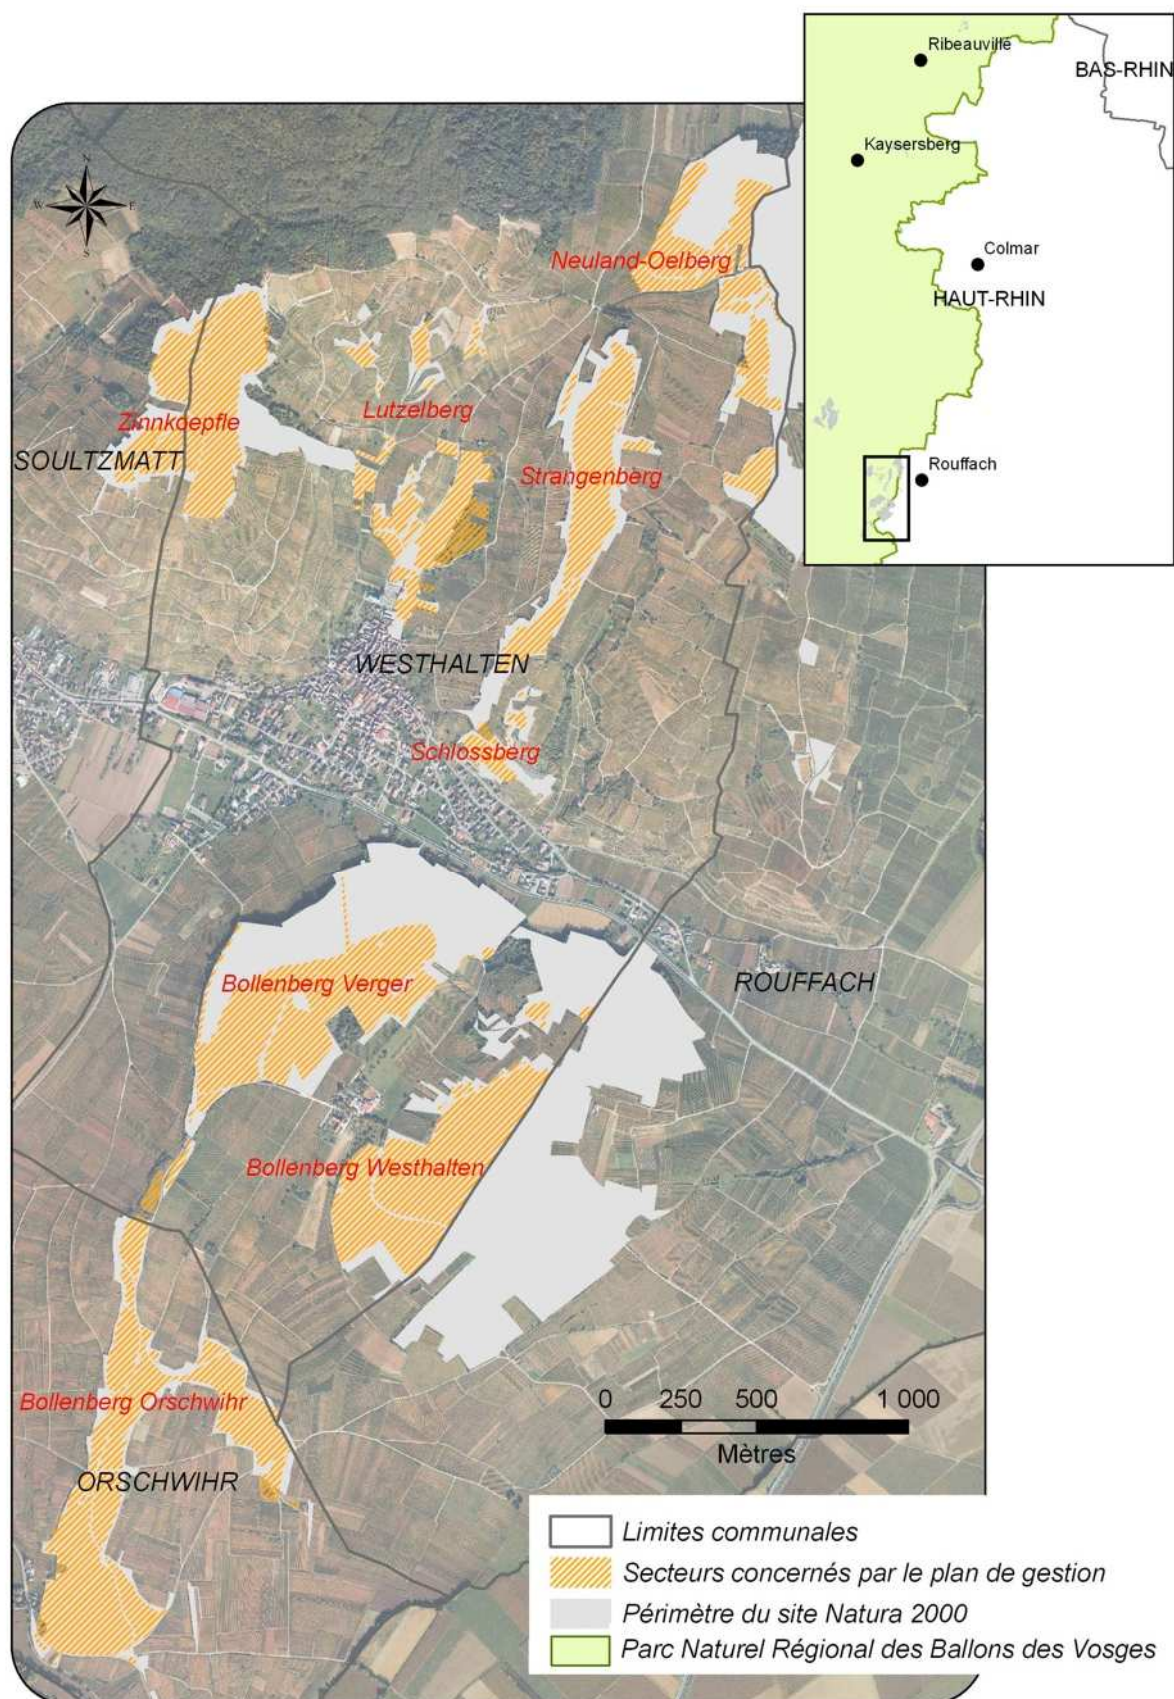 Ribeauvillé
BAS-RHIN
Kaysersberg
Colmar
HAUT-RHIN
Rouffach
N
W E
S
Neuland-Oelberg
Zinnkoepfle
Lutzelberg
SOULTZMATT
Strangenberg
WESTHALTEN
Schlossberg
Bollenberg Verger
ROUFFACH
Bollenberg Westhalten
Bollenberg Orschwihr
ORSCHWIHR
0 250 500 1 000
Mètres
Limites communales
Secteurs concernés par le plan de gestion
Périmètre du site Natura 2000
Parc Naturel Régional des Ballons des Vosges